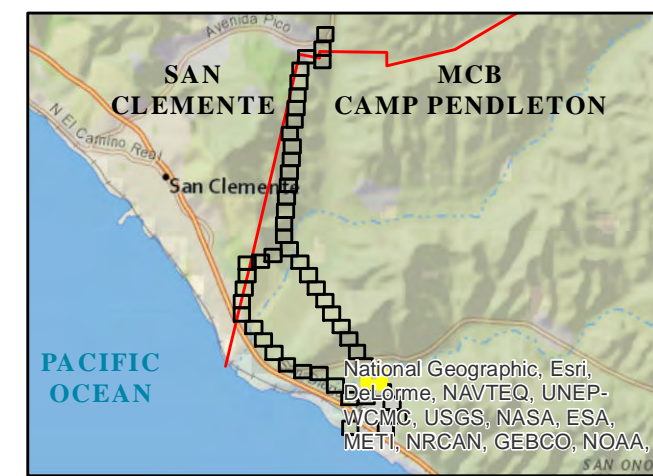 Avenida Pico
SAN
CLEMENTE
MCB
CAMP PENDLETON
N El Camino Real
San Clemente
PACIFIC
OCEAN
National Geographic, Esri,
DeLorme, NAVTEQ, UNEP-
WCMC, USGS, NASA, ESA,
METI, NRCAN, GEBCO, NOAA,
SAN ONO